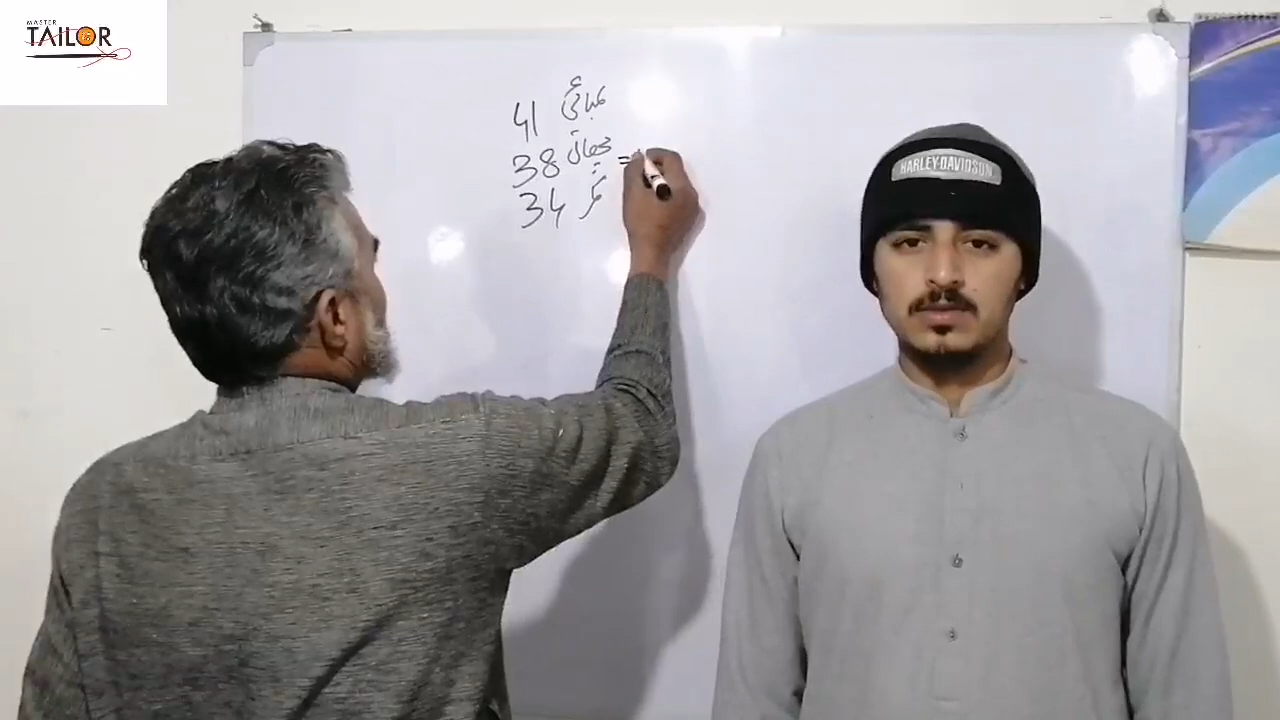 MASTER
TAILOR
41 لمبائی
38 چھاتی =
34 کمر
HARLEY-DAVIDSON